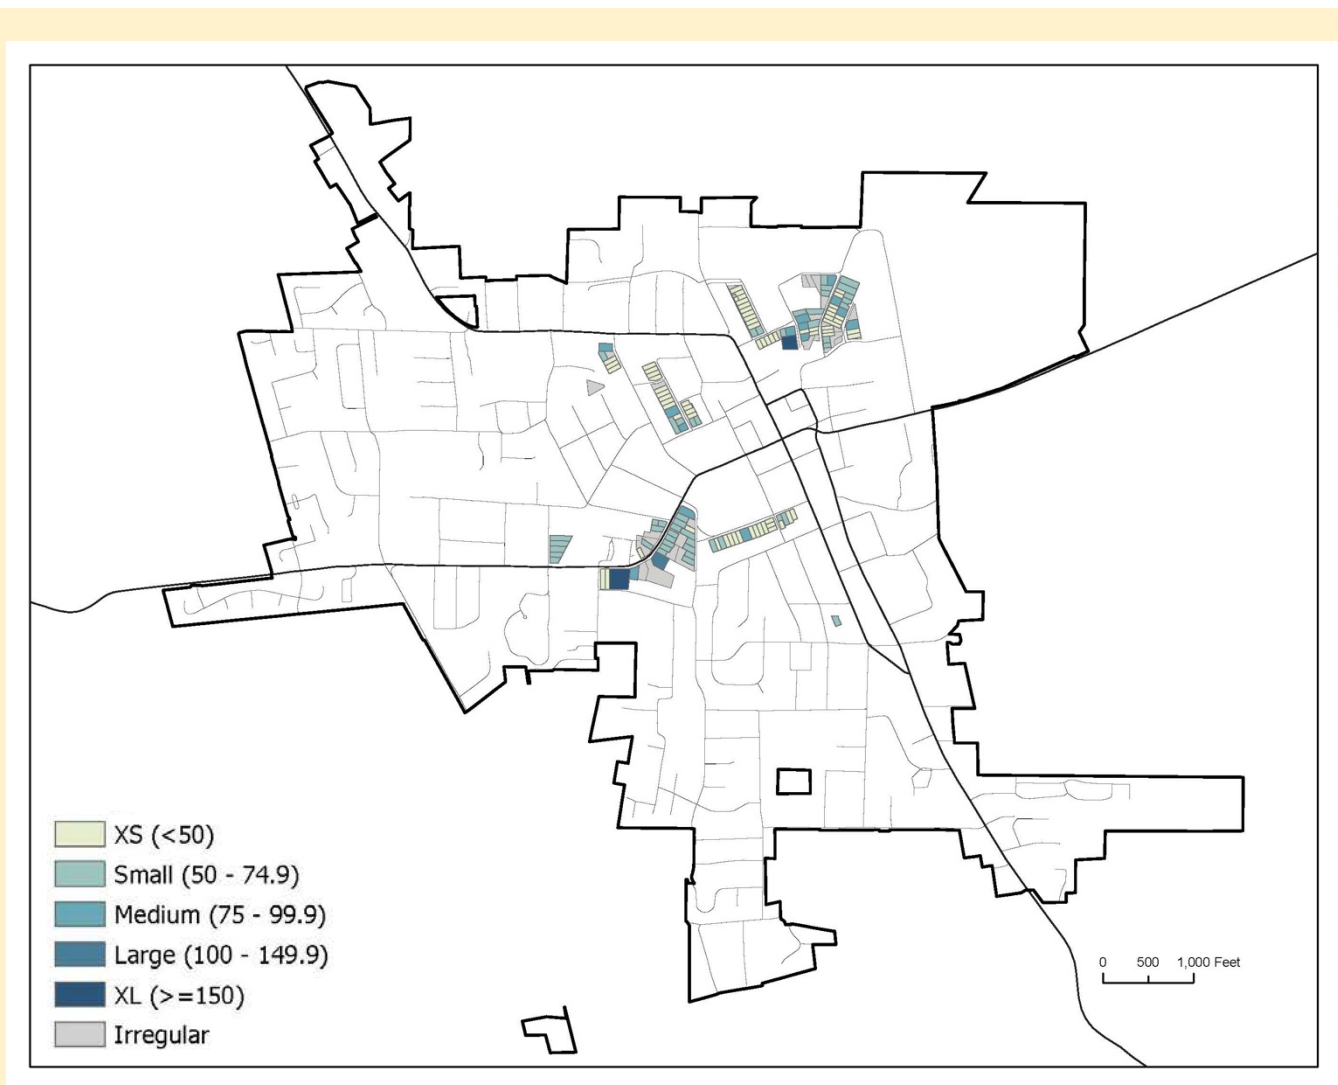 XS (<50)
Small (50 - 74.9)
Medium (75 - 99.9)
Large (100 - 149.9)
XL (>=150)
Irregular
0 500 1,000 Feet